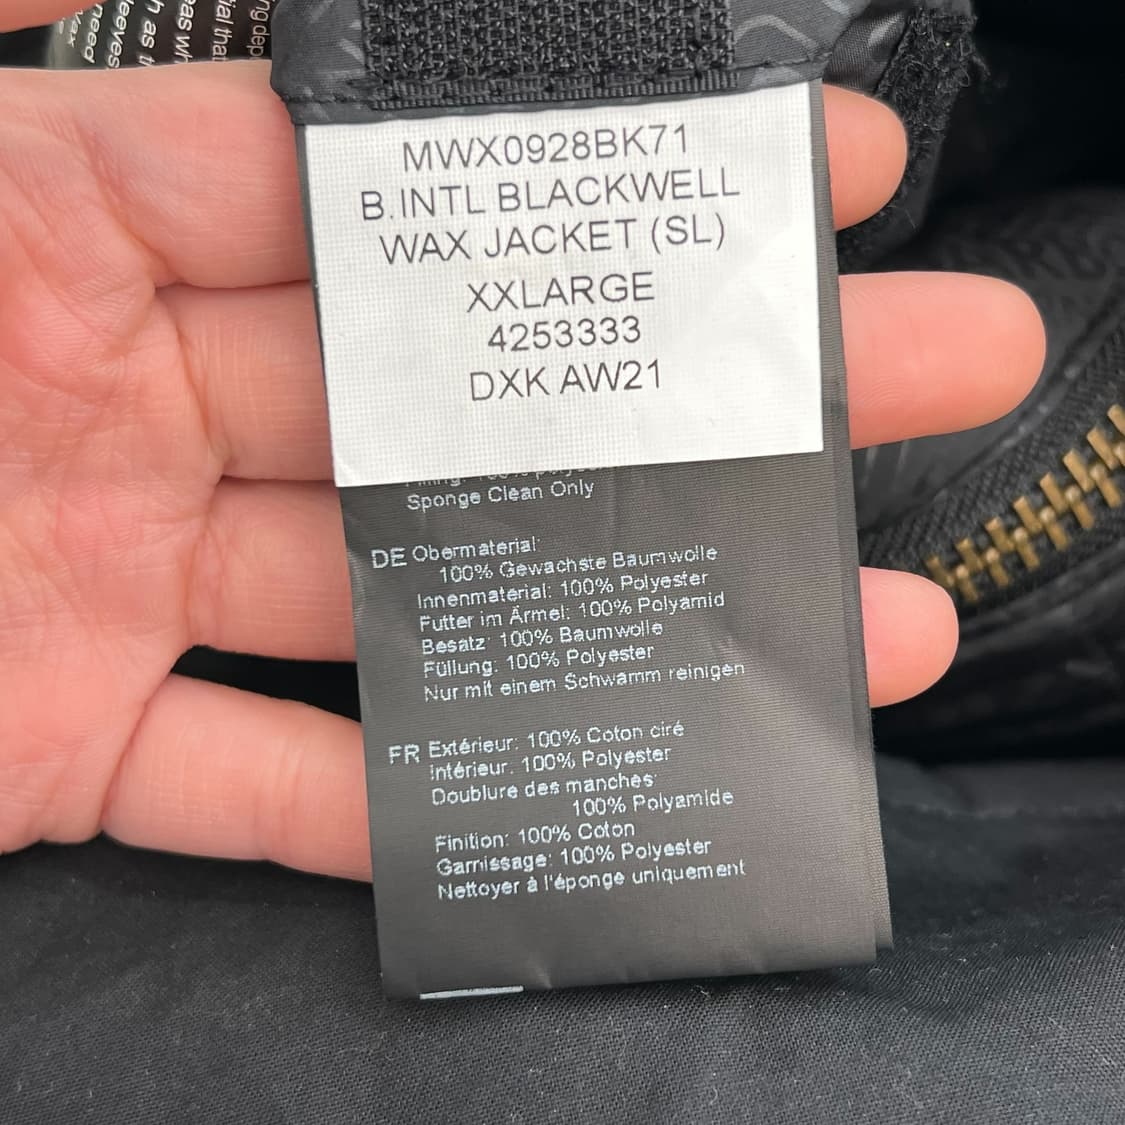 MWX0928BK71
B.INTL BLACKWELL
WAX JACKET (SL)
XXLARGE
4253333
DXK AW21
Sponge Clean Only
DE Obermaterial:
100% Gewachste Baumwolle
Innenmaterial: 100% Polyester
Futter im Ärmel: 100% Polyamid
Besatz: 100% Baumwolle
Füllung: 100% Polyester
Nur mit einem Schwamm reinigen
FR Extérieur: 100% Coton ciré
Intérieur: 100% Polyester
Doublure des manches:
100% Polyamide
Finition: 100% Coton
Garnissage: 100% Polyester
Nettoyer à l'éponge uniquement
need